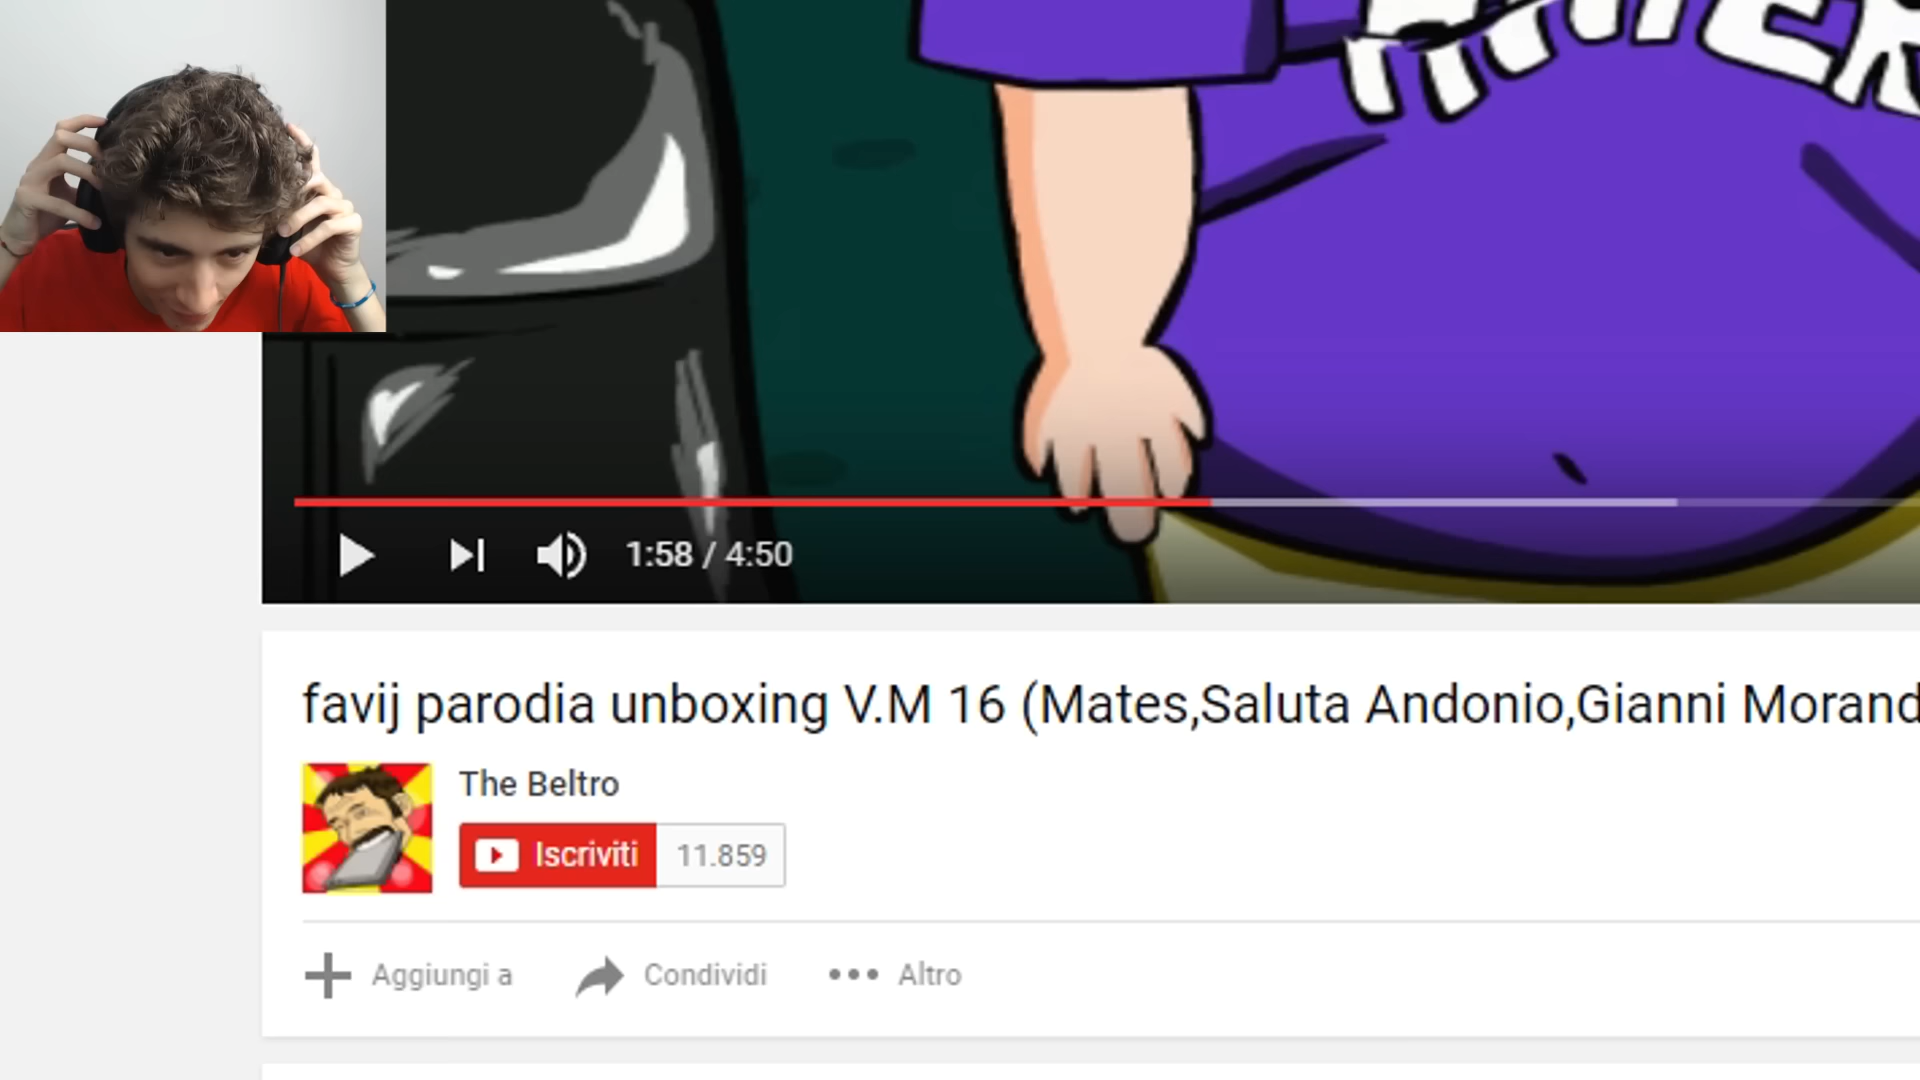 1:58 / 4:50
favij parodia unboxing V.M 16 (Mates,Saluta Andonio,Gianni Morand
The Beltro
Iscriviti 11.859
Aggiungi a Condividi Altro